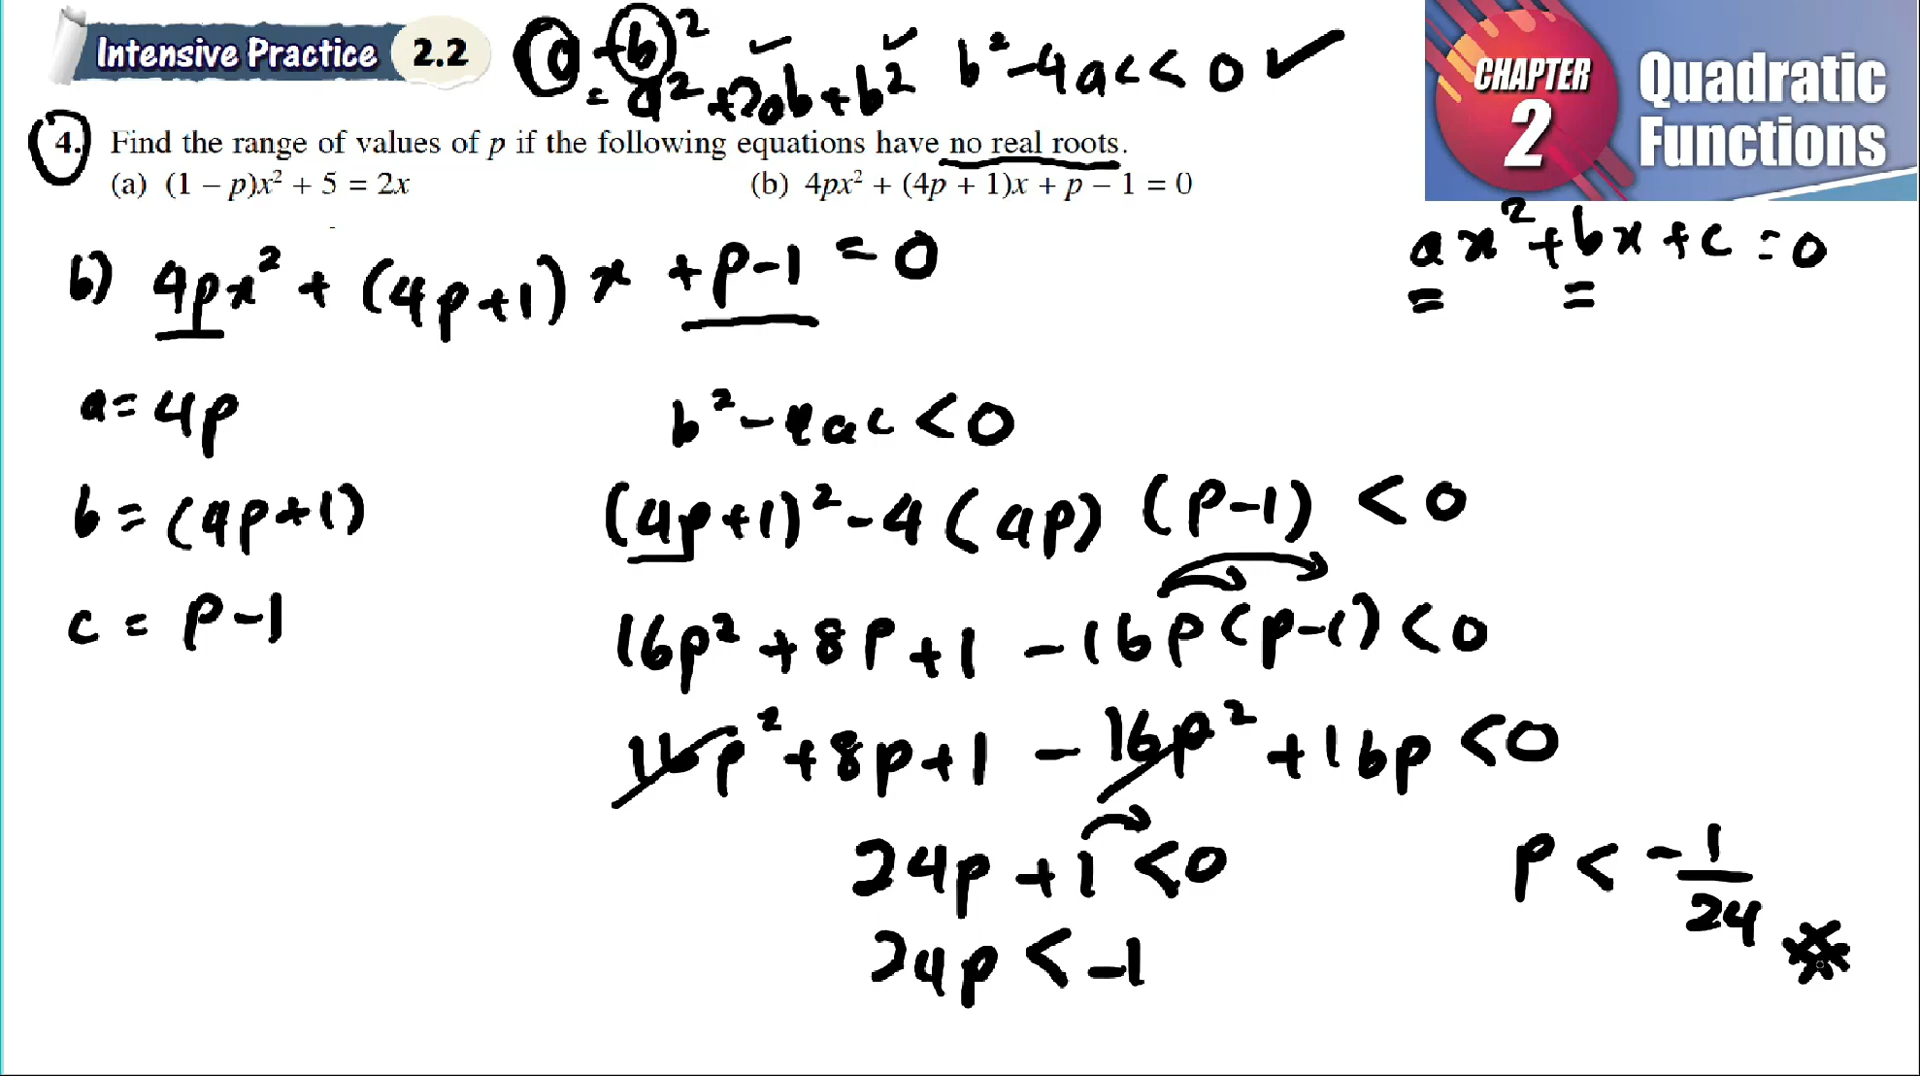 Intensive Practice 2.2
(a+b)²
= a²+2ab+b²
b²-4ac < 0 ✓
CHAPTER 2
Quadratic Functions
4. Find the range of values of p if the following equations have no real roots.
(a) (1 – p)x² + 5 = 2x
(b) 4px² + (4p + 1)x + p – 1 = 0
ax²+bx+c=0
b) 4px² + (4p+1)x +p-1 = 0
a=4p
b²-4ac <0
b=(4p+1)
(4p+1)²-4(4p)(p-1) <0
c = p-1
16p²+8p+1 -16p(p-1)<0
16p²+8p+1 - 16p²+16p<0
24p+1<0
p < -1/24
24p < -1